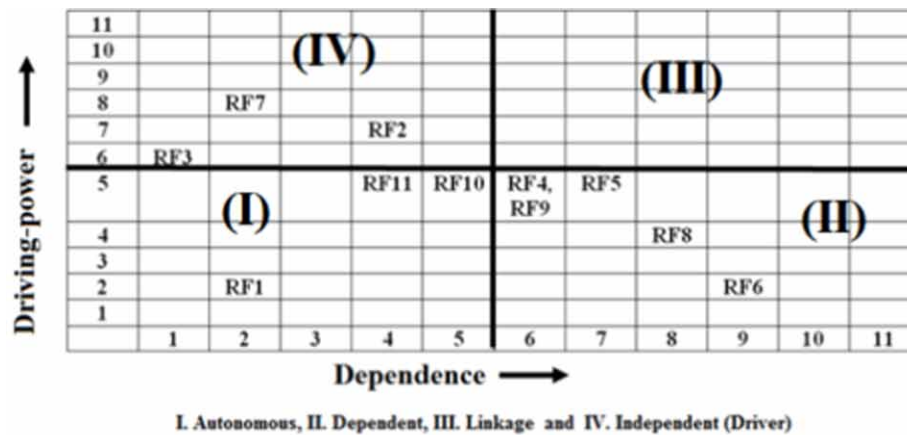 11
10 (IV)
9 (III)
8 RF7
7 RF2
6 RF3
5 RF11 RF10 RF4, RF5
RF9
(I) (II)
4 RF8
3
2 RF1 RF6
1
1 2 3 4 5 6 7 8 9 10 11
Driving-power
Dependence
I. Autonomous, II. Dependent, III. Linkage and IV. Independent (Driver)